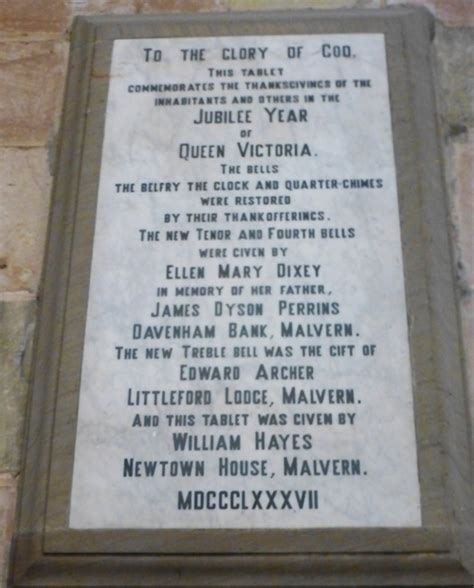 To the glory of God.
This tablet
commemorates the thanksgivings of the
inhabitants and others in the
Jubilee Year
of
Queen Victoria.
The bells
the belfry the clock and quarter-chimes
were restored
by their thankofferings.
The new Tenor and Fourth bells
were given by
Ellen Mary Dixey
in memory of her father,
James Dyson Perrins
Davenham Bank, Malvern.
The new Treble bell was the gift of
Edward Archer
Littleford Lodge, Malvern.
And this tablet was given by
William Hayes
Newtown House, Malvern.
MDCCCLXXXVII